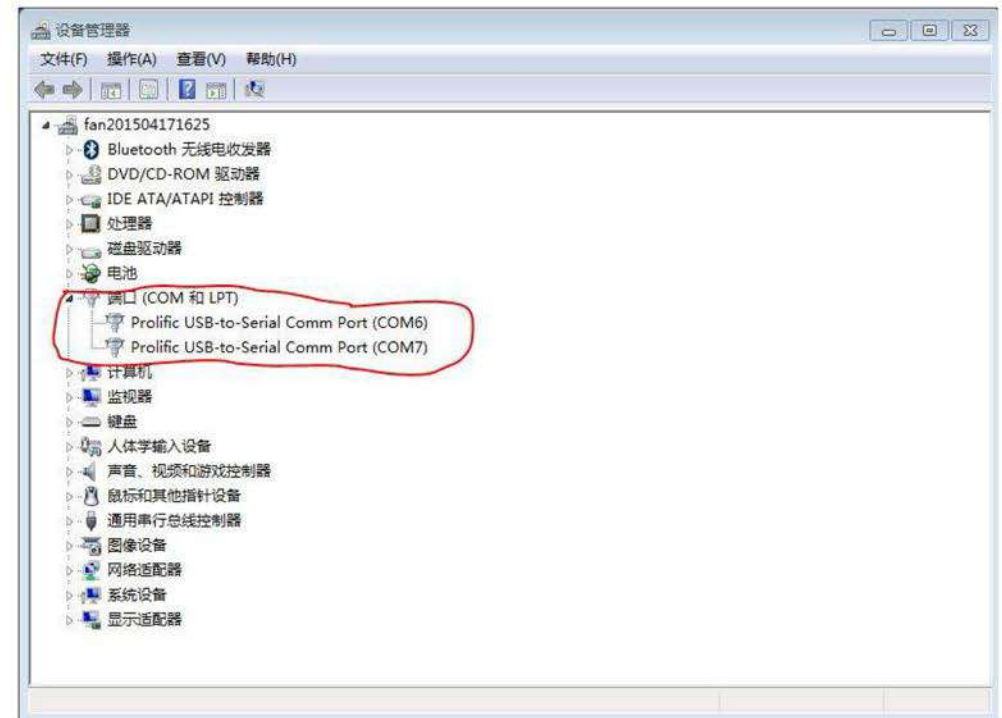 设备管理器
文件(F) 操作(A) 查看(V) 帮助(H)
fan201504171625
Bluetooth 无线电收发器
DVD/CD-ROM 驱动器
IDE ATA/ATAPI 控制器
处理器
磁盘驱动器
电池
端口 (COM 和 LPT)
Prolific USB-to-Serial Comm Port (COM6)
Prolific USB-to-Serial Comm Port (COM7)
计算机
监视器
键盘
人体学输入设备
声音、视频和游戏控制器
鼠标和其他指针设备
通用串行总线控制器
图像设备
网络适配器
系统设备
显示适配器